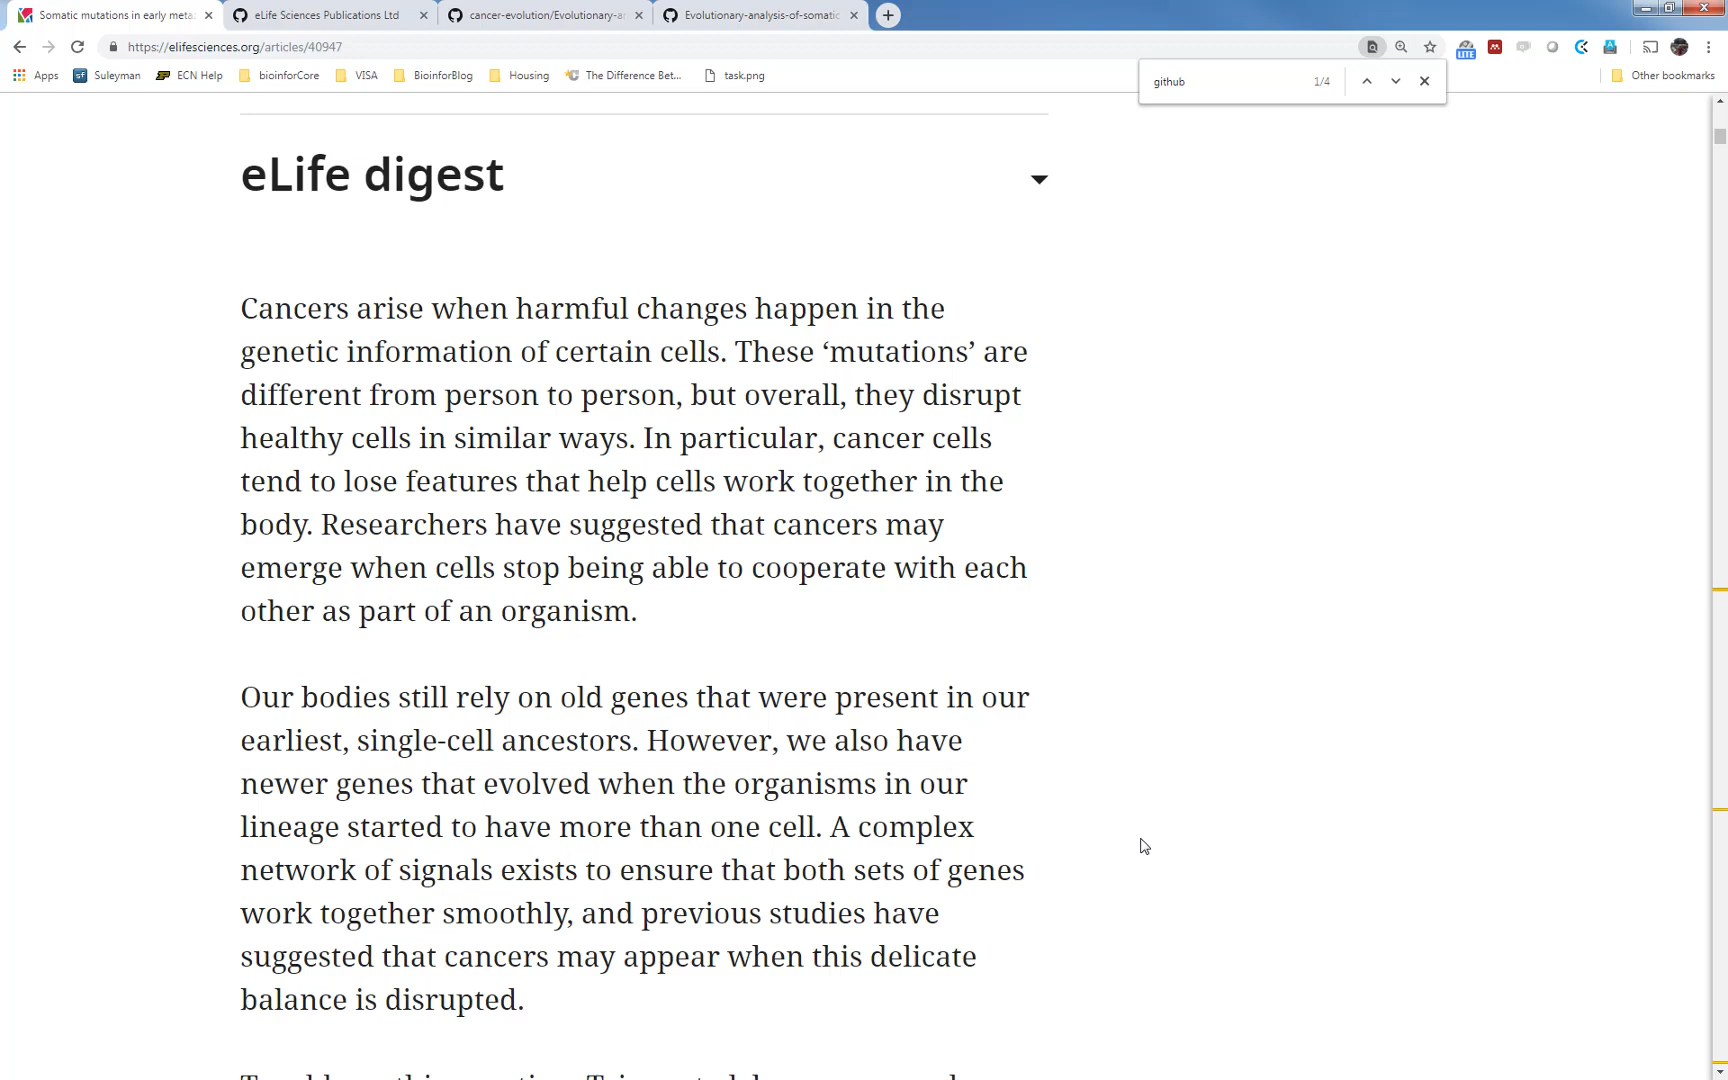 Somatic mutations in early meta
eLife Sciences Publications Ltd
cancer-evolution/Evolutionary-a
Evolutionary-analysis-of-somatic
https://elifesciences.org/articles/40947
LITE
Apps
sf Suleyman
ECN Help
bioinforCore
VISA
BioinforBlog
Housing
The Difference Bet...
task.png
Other bookmarks
github 1/4
eLife digest
Cancers arise when harmful changes happen in the
genetic information of certain cells. These ‘mutations’ are
different from person to person, but overall, they disrupt
healthy cells in similar ways. In particular, cancer cells
tend to lose features that help cells work together in the
body. Researchers have suggested that cancers may
emerge when cells stop being able to cooperate with each
other as part of an organism.
Our bodies still rely on old genes that were present in our
earliest, single-cell ancestors. However, we also have
newer genes that evolved when the organisms in our
lineage started to have more than one cell. A complex
network of signals exists to ensure that both sets of genes
work together smoothly, and previous studies have
suggested that cancers may appear when this delicate
balance is disrupted.